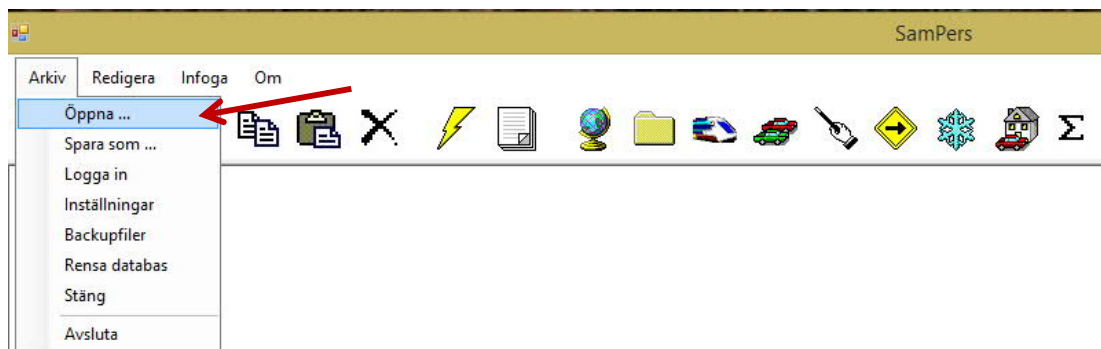 SamPers
Arkiv Redigera Infoga Om
Öppna ...
Spara som ...
Logga in
Inställningar
Backupfiler
Rensa databas
Stäng
Avsluta